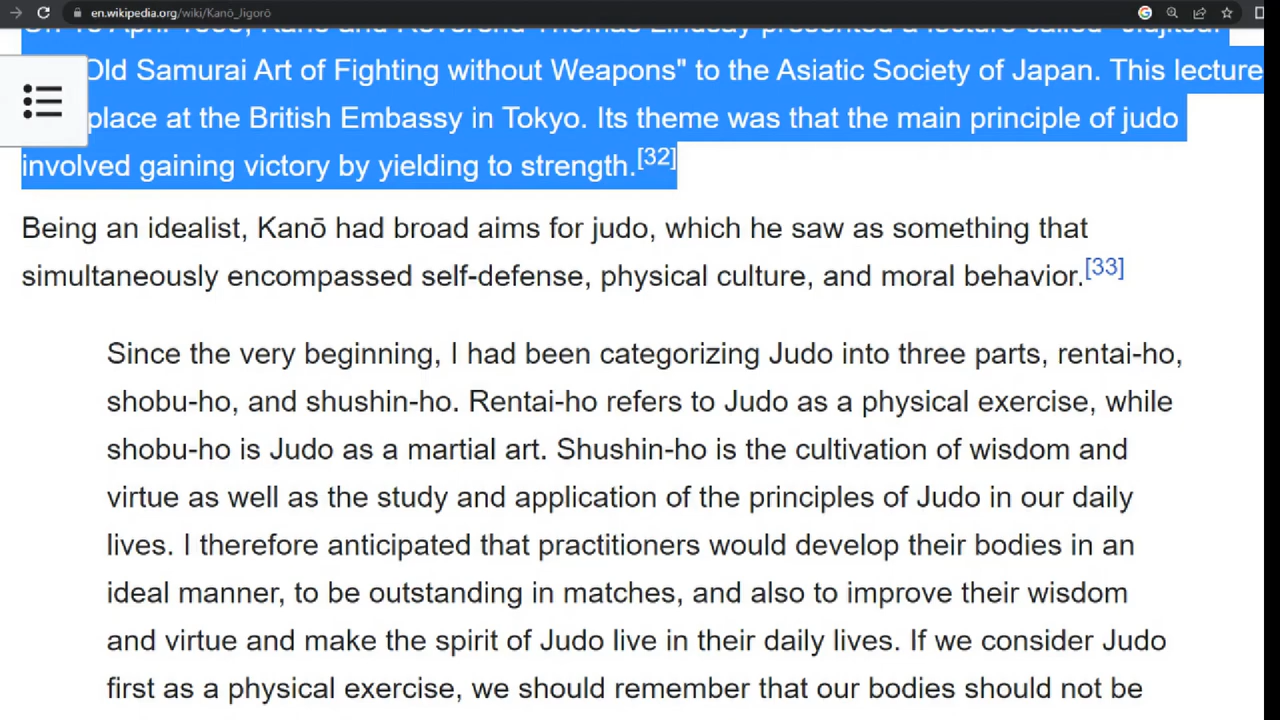 en.wikipedia.org/wiki/Kanō_Jigorō
Old Samurai Art of Fighting without Weapons" to the Asiatic Society of Japan. This lecture
place at the British Embassy in Tokyo. Its theme was that the main principle of judo
involved gaining victory by yielding to strength.[32]
Being an idealist, Kanō had broad aims for judo, which he saw as something that
simultaneously encompassed self-defense, physical culture, and moral behavior.[33]
Since the very beginning, I had been categorizing Judo into three parts, rentai-ho,
shobu-ho, and shushin-ho. Rentai-ho refers to Judo as a physical exercise, while
shobu-ho is Judo as a martial art. Shushin-ho is the cultivation of wisdom and
virtue as well as the study and application of the principles of Judo in our daily
lives. I therefore anticipated that practitioners would develop their bodies in an
ideal manner, to be outstanding in matches, and also to improve their wisdom
and virtue and make the spirit of Judo live in their daily lives. If we consider Judo
first as a physical exercise, we should remember that our bodies should not be